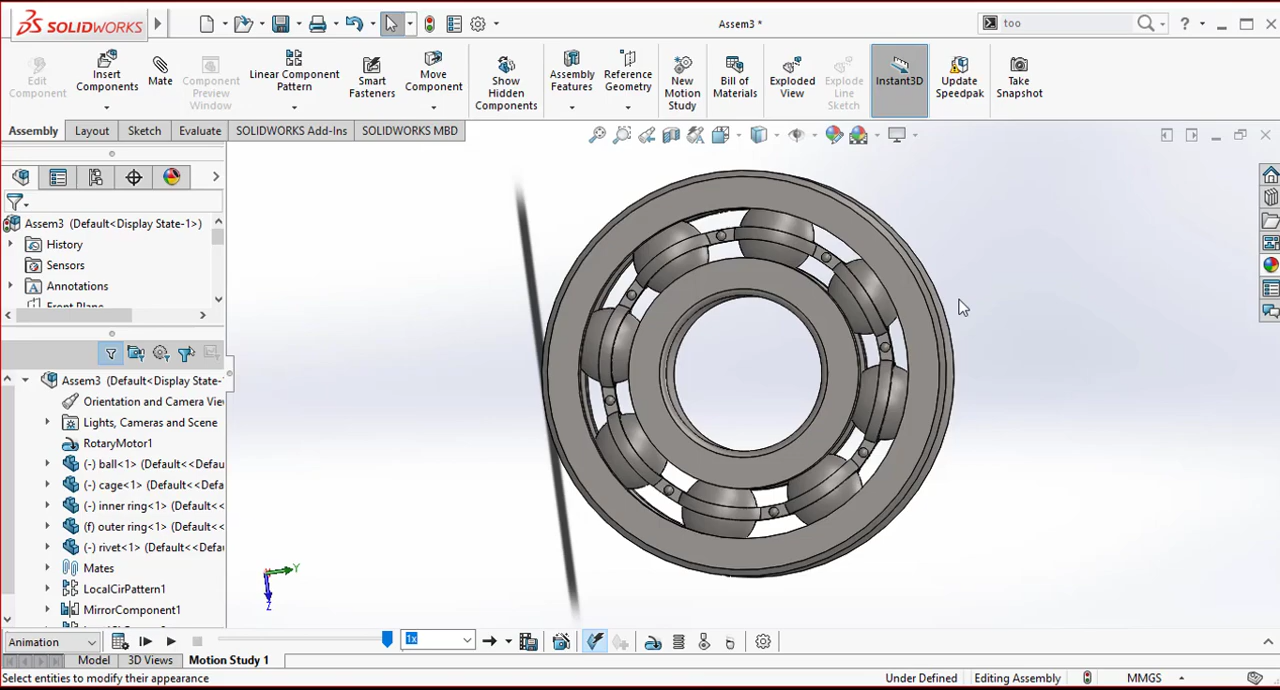 SOLIDWORKS
Assem3 *
too
?
Edit Component
Insert Components
Mate
Component Preview Window
Linear Component Pattern
Smart Fasteners
Move Component
Show Hidden Components
Assembly Features
Reference Geometry
New Motion Study
Bill of Materials
Exploded View
Explode Line Sketch
Instant3D
Update Speedpak
Take Snapshot
Assembly
Layout
Sketch
Evaluate
SOLIDWORKS Add-Ins
SOLIDWORKS MBD
Assem3 (Default<Display State-1>)
History
Sensors
Annotations
Front Plane
Assem3 (Default<Display State-
Orientation and Camera Vie
Lights, Cameras and Scene
RotaryMotor1
(-) ball<1> (Default<<Defau
(-) cage<1> (Default<<Defa
(-) inner ring<1> (Default<
(f) outer ring<1> (Default<
(-) rivet<1> (Default<<Defa
Mates
LocalCirPattern1
MirrorComponent1
Y
Z
Animation
1x
Model
3D Views
Motion Study 1
Select entities to modify their appearance
Under Defined
Editing Assembly
MMGS